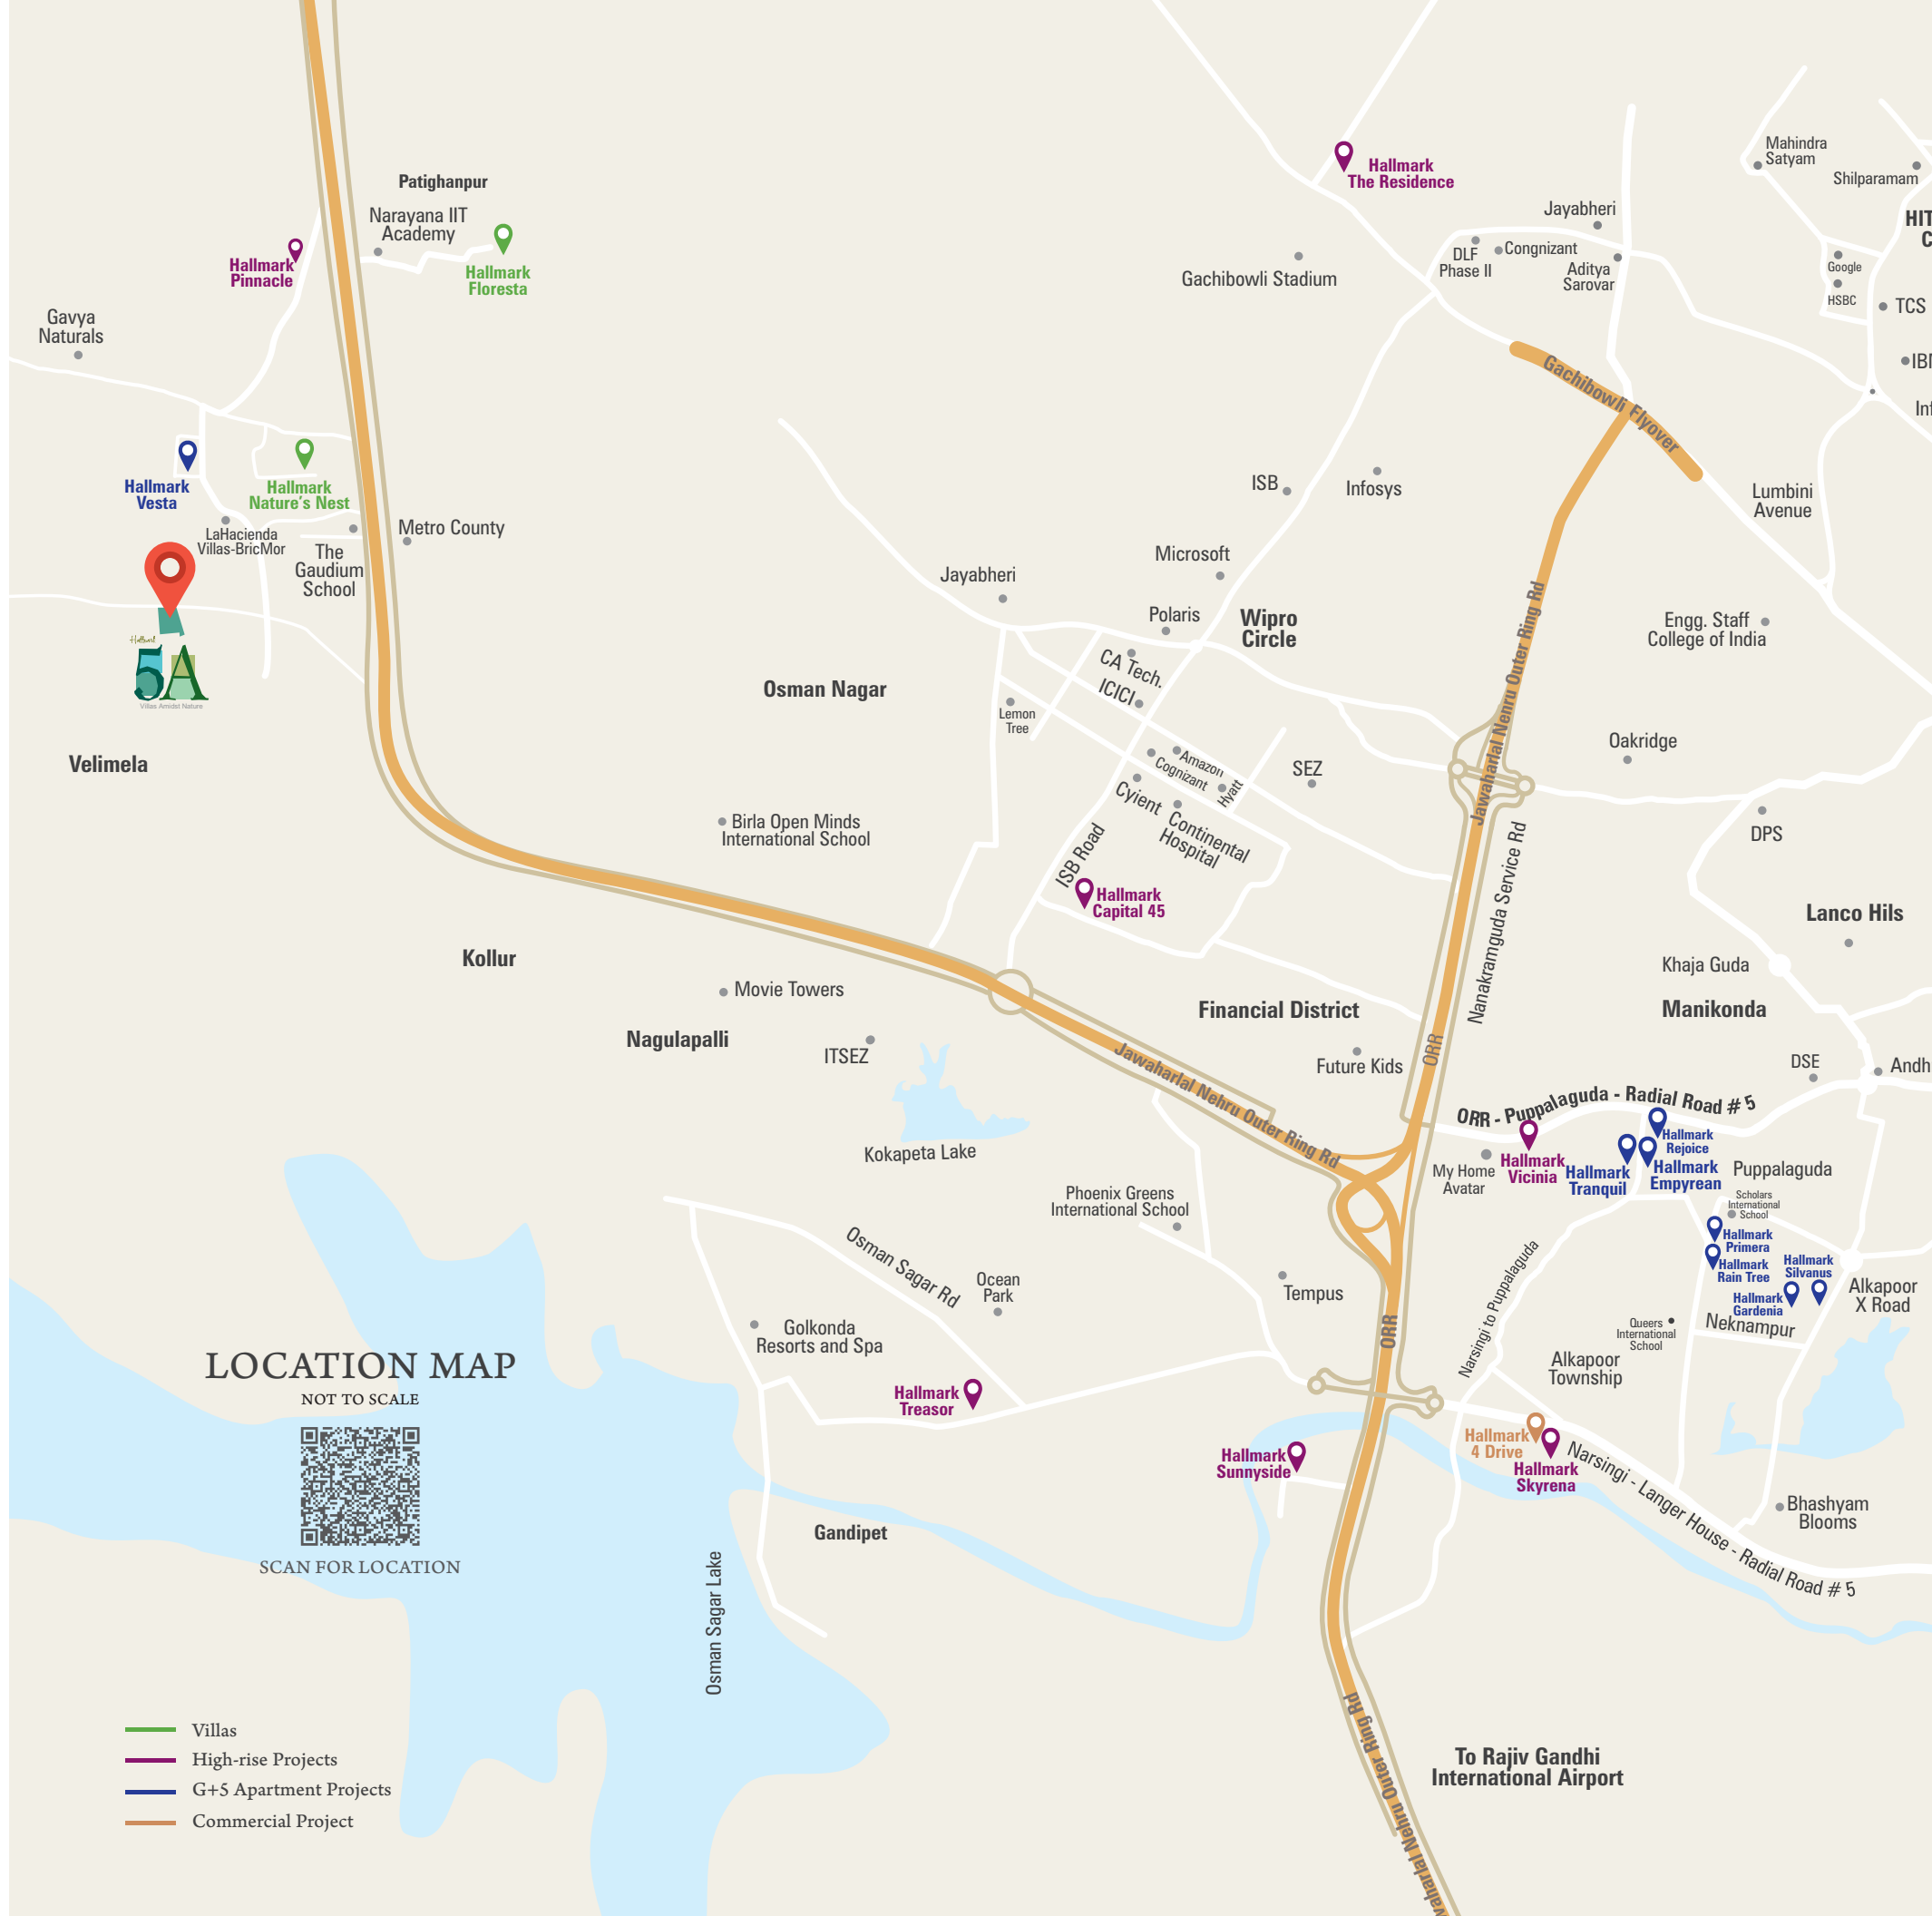 Patighanpur
Narayana IIT
Academy
Hallmark
Pinnacle
Hallmark
Floresta
Gavya
Naturals
Hallmark
Vesta
Hallmark
Nature's Nest
LaHacienda
Villas-BricMor
The
Gaudium
School
Metro County
Hallmark
5A
Villas Amidst Nature
Velimela
Hallmark
The Residence
Gachibowli Stadium
Jayabheri
DLF
Phase II
Congnizant
Aditya
Sarovar
Mahindra
Satyam
Shilparamam
HIT
C
Google
HSBC
TCS
Gachibowli Flyover
ISB
Infosys
Lumbini
Avenue
Microsoft
Jayabheri
Polaris
Wipro
Circle
Engg. Staff
College of India
CA Tech.
ICICI
Osman Nagar
Lemon
Tree
Jawaharlal Nehru Outer Ring Rd
Amazon
Cognizant
Hyatt
SEZ
Oakridge
Cyient
Continental
Hospital
Birla Open Minds
International School
DPS
ISB Road
Nanakramguda Service Rd
Hallmark
Capital 45
Lanco Hils
Kollur
Khaja Guda
Movie Towers
Financial District
Manikonda
Nagulapalli
ITSEZ
Jawaharlal Nehru Outer Ring Rd
Future Kids
ORR
DSE
Andh
ORR - Puppalaguda - Radial Road # 5
Kokapeta Lake
My Home
Avatar
Hallmark
Vicinia
Hallmark
Rejoice
Hallmark
Tranquil
Hallmark
Empyrean
Puppalaguda
Phoenix Greens
International School
Scholars
International
School
Hallmark
Primera
Hallmark
Rain Tree
Hallmark
Silvanus
Hallmark
Gardenia
Alkapoor
X Road
Neknampur
Osman Sagar Rd
Ocean
Park
Tempus
ORR
Narsingi to Puppalaguda
Queers
International
School
Golkonda
Resorts and Spa
Alkapoor
Township
Hallmark
Treasor
LOCATION MAP
NOT TO SCALE
SCAN FOR LOCATION
Hallmark
Sunnyside
Hallmark
4 Drive
Hallmark
Skyrena
Narsingi - Langer House - Radial Road # 5
Bhashyam
Blooms
Gandipet
Osman Sagar Lake
Jawaharlal Nehru Outer Ring Rd
To Rajiv Gandhi
International Airport
Villas
High-rise Projects
G+5 Apartment Projects
Commercial Project